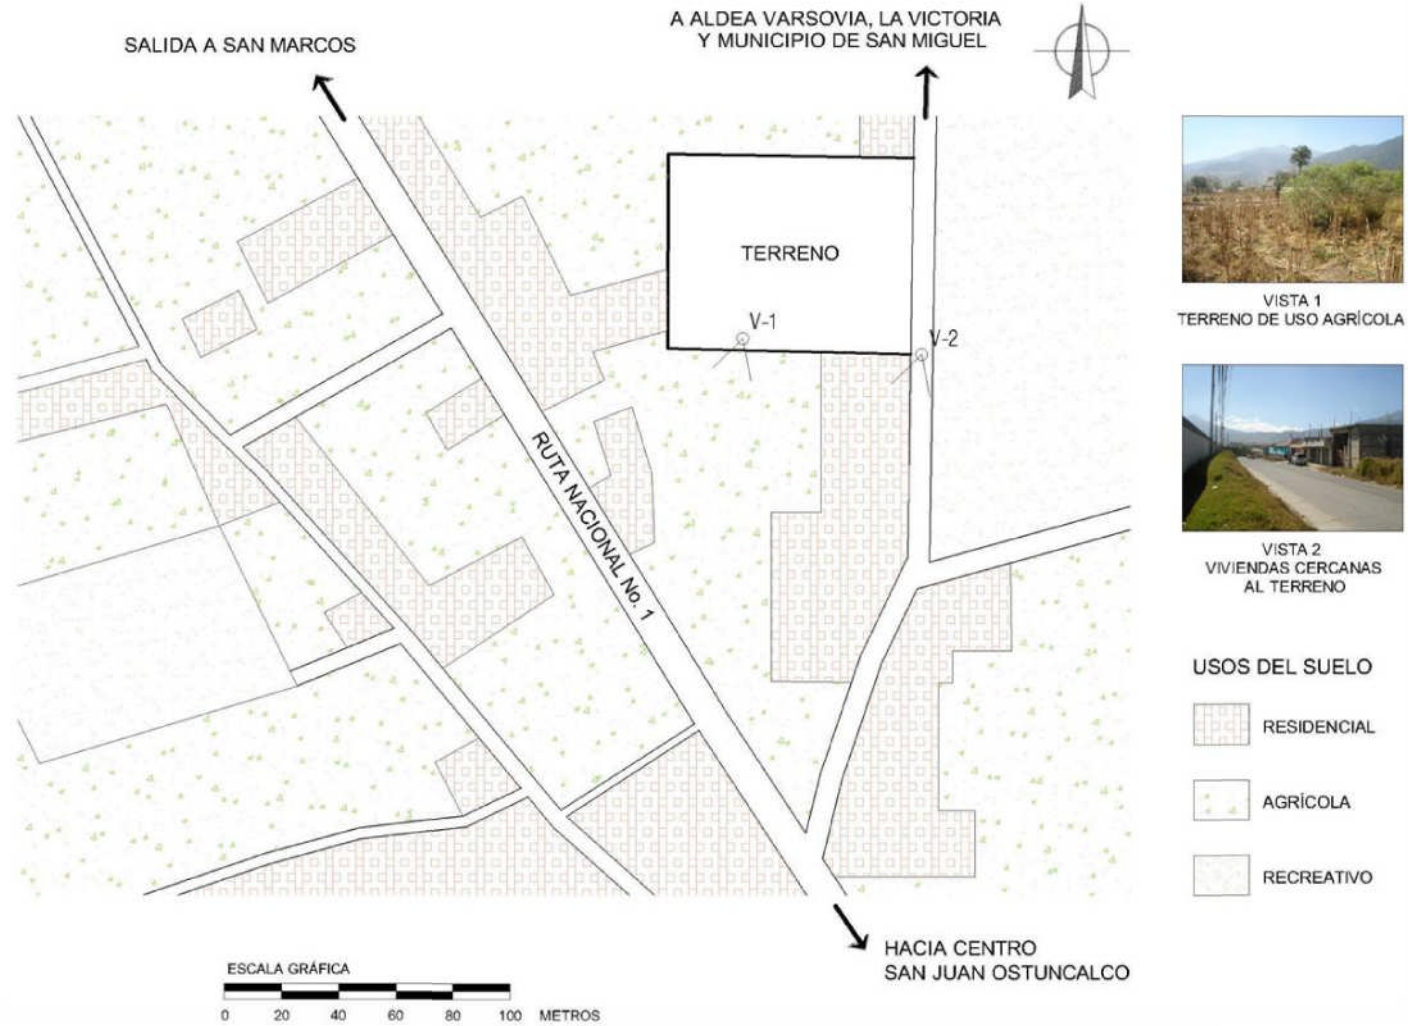 SALIDA A SAN MARCOS
A ALDEA VARSOVIA, LA VICTORIA
Y MUNICIPIO DE SAN MIGUEL
TERRENO
V-1
V-2
RUTA NACIONAL No. 1
VISTA 1
TERRENO DE USO AGRÍCOLA
VISTA 2
VIVIENDAS CERCANAS
AL TERRENO
USOS DEL SUELO
RESIDENCIAL
AGRÍCOLA
RECREATIVO
HACIA CENTRO
SAN JUAN OSTUNCALCO
ESCALA GRÁFICA
0 20 40 60 80 100 METROS